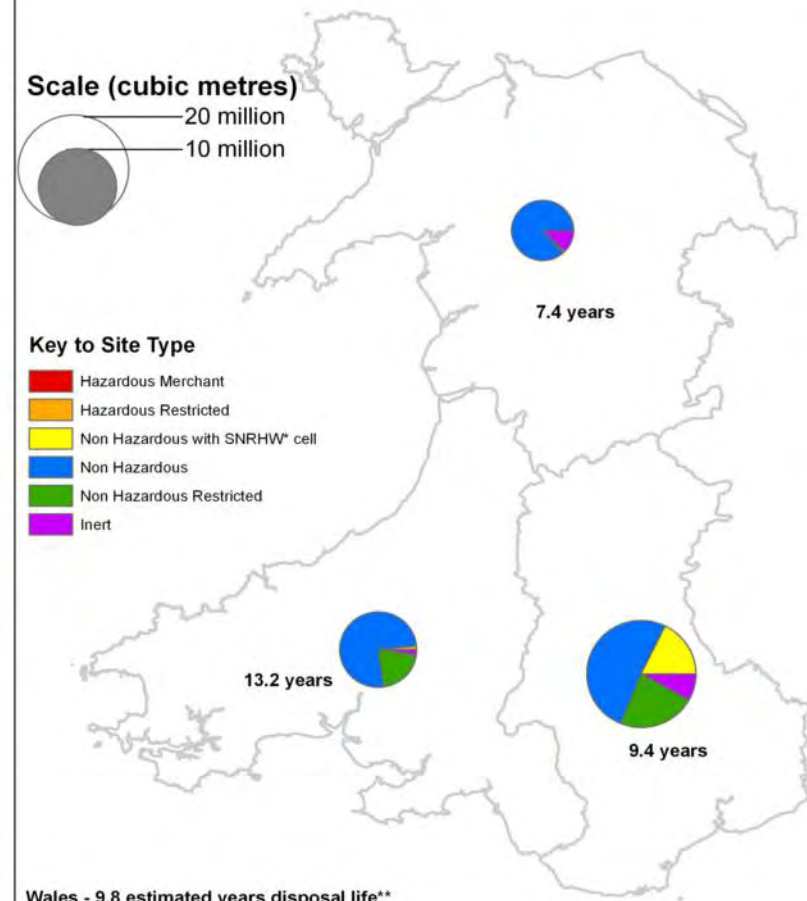 Scale (cubic metres)
20 million
10 million
7.4 years
Key to Site Type
Hazardous Merchant
Hazardous Restricted
Non Hazardous with SNRHW* cell
Non Hazardous
Non Hazardous Restricted
Inert
13.2 years
9.4 years
Wales - 9.8 estimated years disposal life**